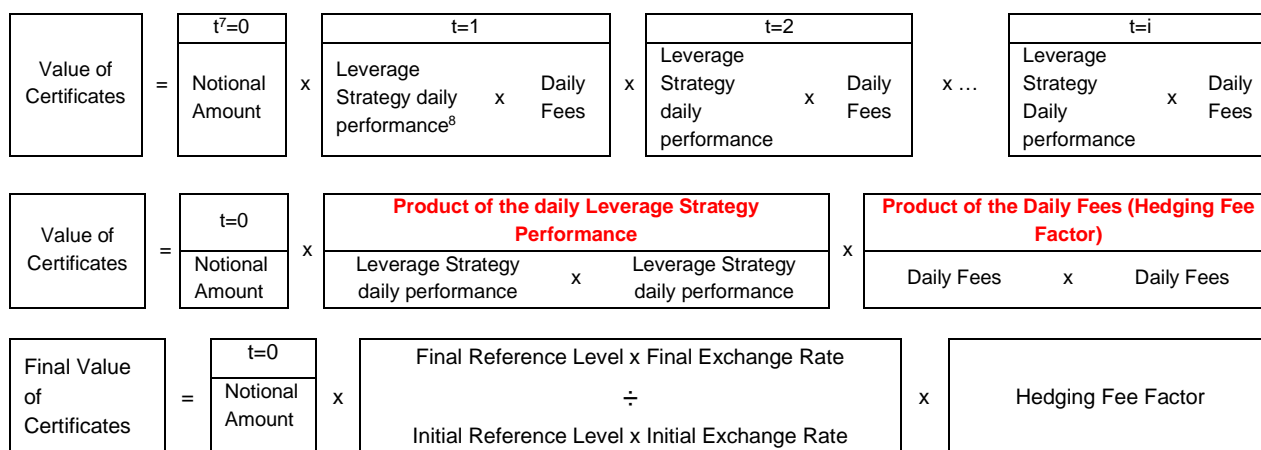 t⁷=0
t=1
t=2
t=i
Value of
Certificates
=
Notional
Amount
x
Leverage
Strategy daily
performance⁸
x
Daily
Fees
x
Leverage
Strategy
daily
performance
x
Daily
Fees
x …
Leverage
Strategy
Daily
performance
x
Daily
Fees
Value of
Certificates
=
t=0
Notional
Amount
x
Product of the daily Leverage Strategy
Performance
Leverage Strategy
daily performance
x
Leverage Strategy
daily performance
x
Product of the Daily Fees (Hedging Fee
Factor)
Daily Fees x Daily Fees
Final Value
of
Certificates
=
t=0
Notional
Amount
x
Final Reference Level x Final Exchange Rate
÷
Initial Reference Level x Initial Exchange Rate
x
Hedging Fee Factor